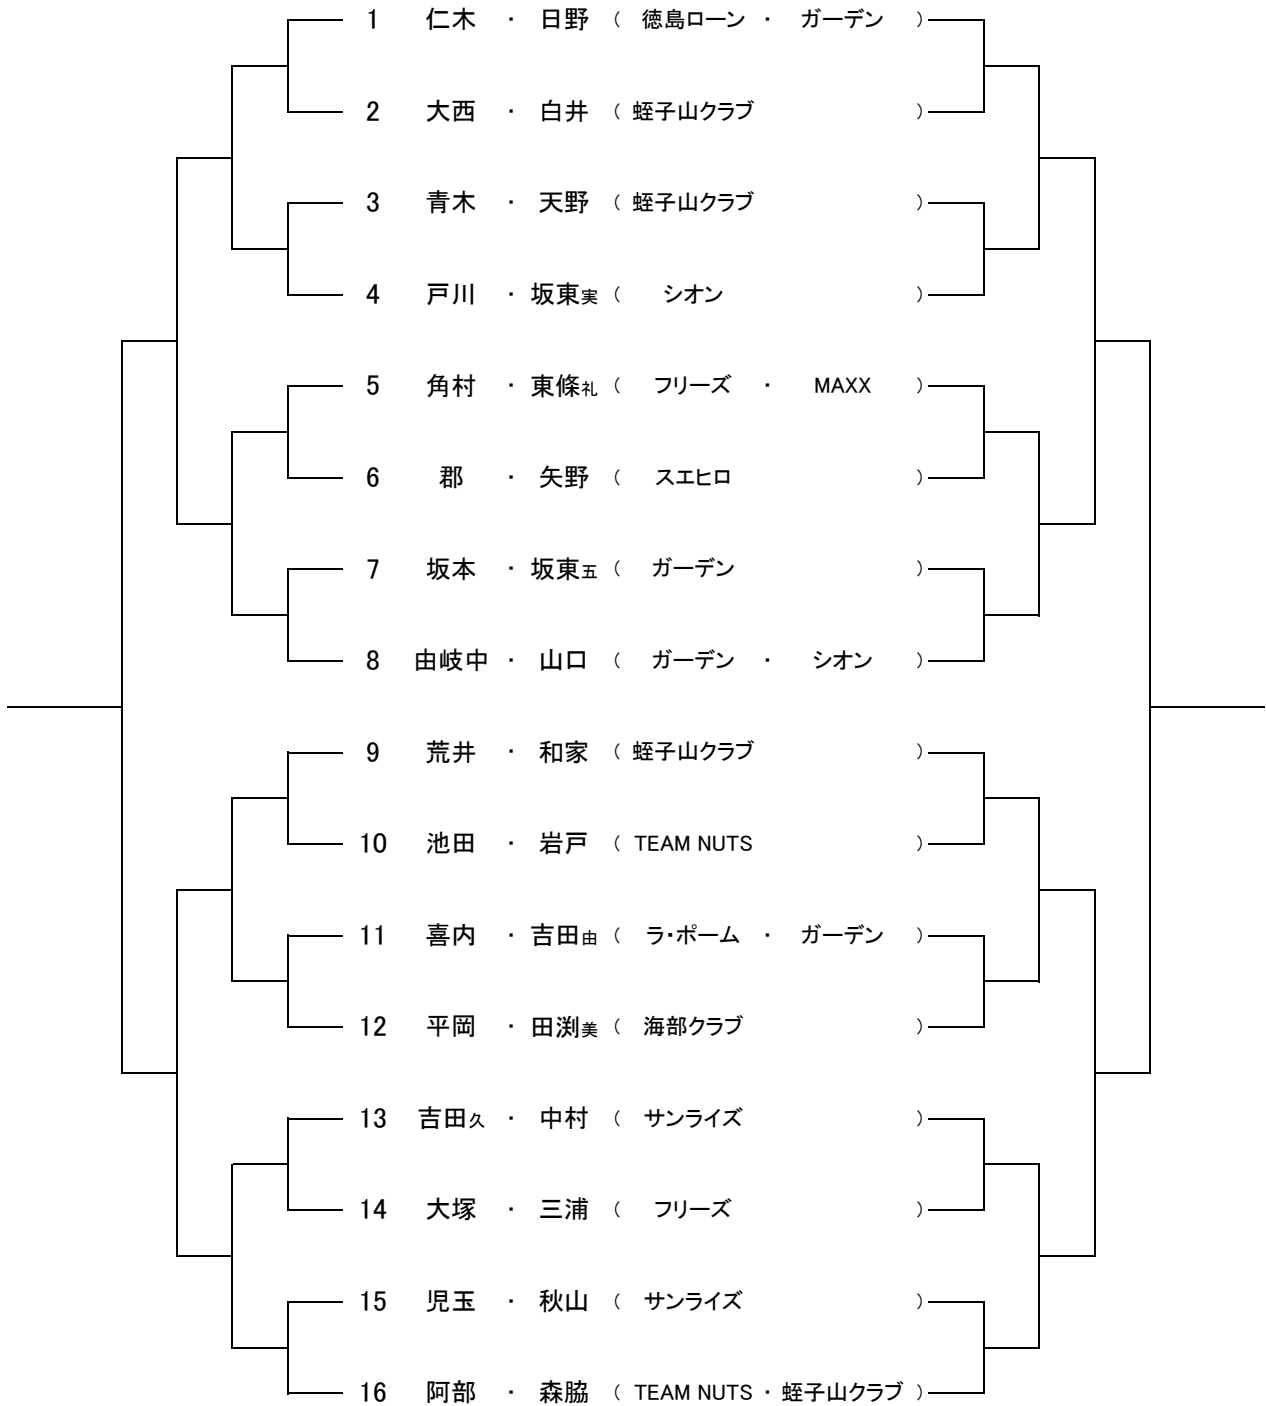 1 仁木 ・ 日野 ( 徳島ローン ・ ガーデン )
2 大西 ・ 白井 ( 蛭子山クラブ )
3 青木 ・ 天野 ( 蛭子山クラブ )
4 戸川 ・ 坂東実 ( シオン )
5 角村 ・ 東條礼 ( フリーズ ・ MAXX )
6 郡 ・ 矢野 ( スエヒロ )
7 坂本 ・ 坂東五 ( ガーデン )
8 由岐中 ・ 山口 ( ガーデン ・ シオン )
9 荒井 ・ 和家 ( 蛭子山クラブ )
10 池田 ・ 岩戸 ( TEAM NUTS )
11 喜内 ・ 吉田由 ( ラ・ポーム ・ ガーデン )
12 平岡 ・ 田渕美 ( 海部クラブ )
13 吉田久 ・ 中村 ( サンライズ )
14 大塚 ・ 三浦 ( フリーズ )
15 児玉 ・ 秋山 ( サンライズ )
16 阿部 ・ 森脇 ( TEAM NUTS ・ 蛭子山クラブ )